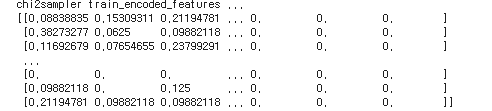 chi2sampler train_encoded_features ...
[[0.08838835 0.15309311 0.21194781 ... 0. 0. 0. ]
[0.38273277 0.0625 0.09882118 ... 0. 0. 0. ]
[0.11692679 0.07654655 0.23799291 ... 0. 0. 0. ]
...
[0. 0. 0. ... 0. 0. 0. ]
[0.09882118 0. 0.125 ... 0. 0. 0. ]
[0.21194781 0.09882118 0.09882118 ... 0. 0. 0. ]]